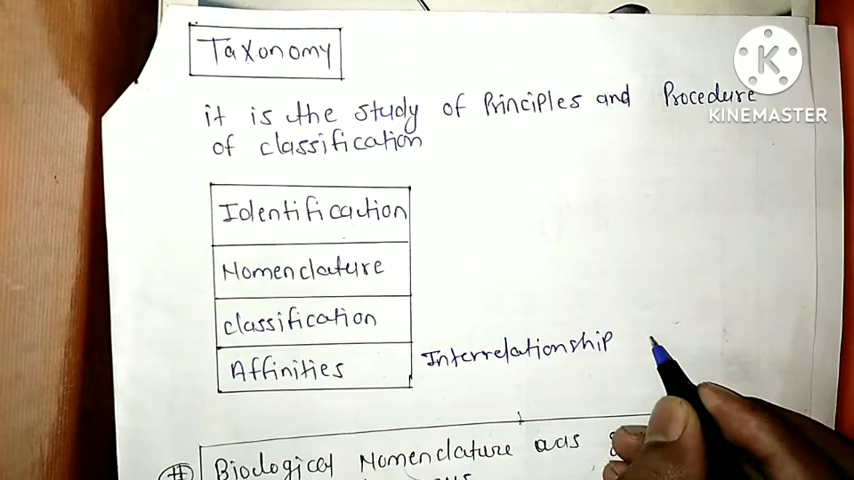 Taxonomy
it is the study of Principles and Procedure
of classification
Identification
Nomenclature
classification
Affinities Interrelationship
# Biological Nomenclature was
KINEMASTER